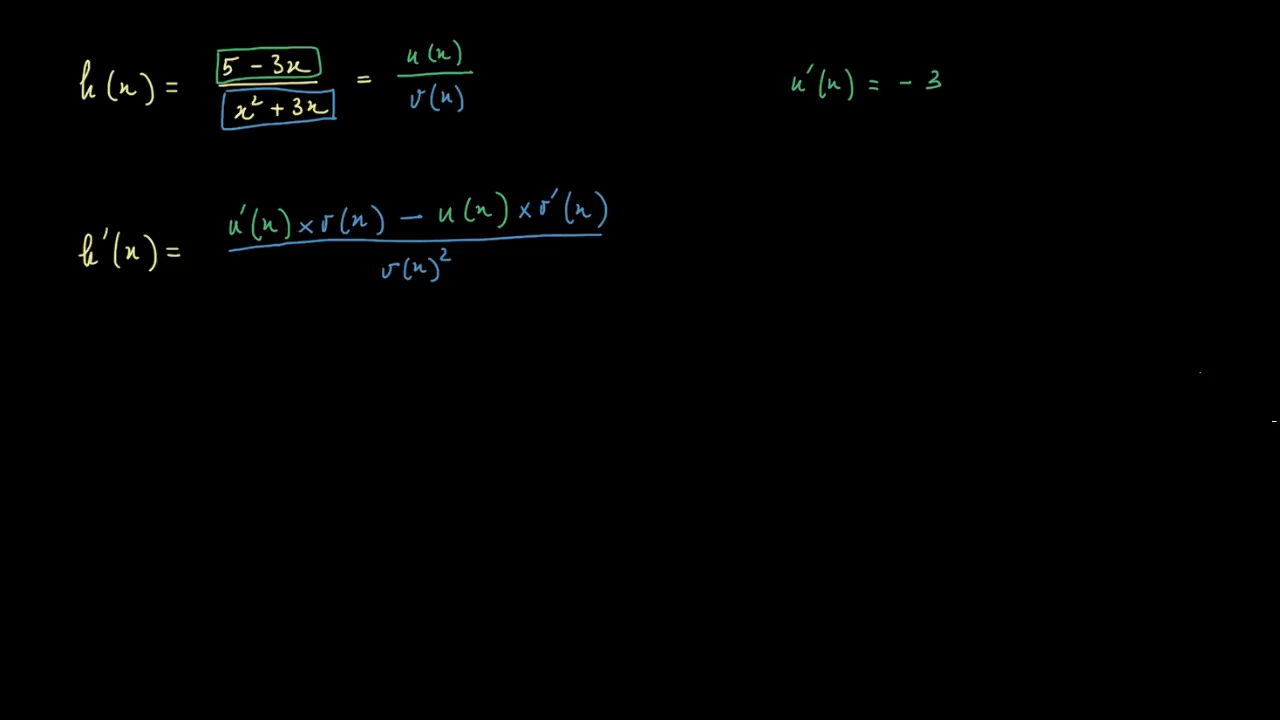 h(x) = (5 - 3x)/(x² + 3x) = u(x)/v(x)
u'(x) = - 3
h'(x) = (u'(x) × v(x) - u(x) × v'(x))/v(x)²